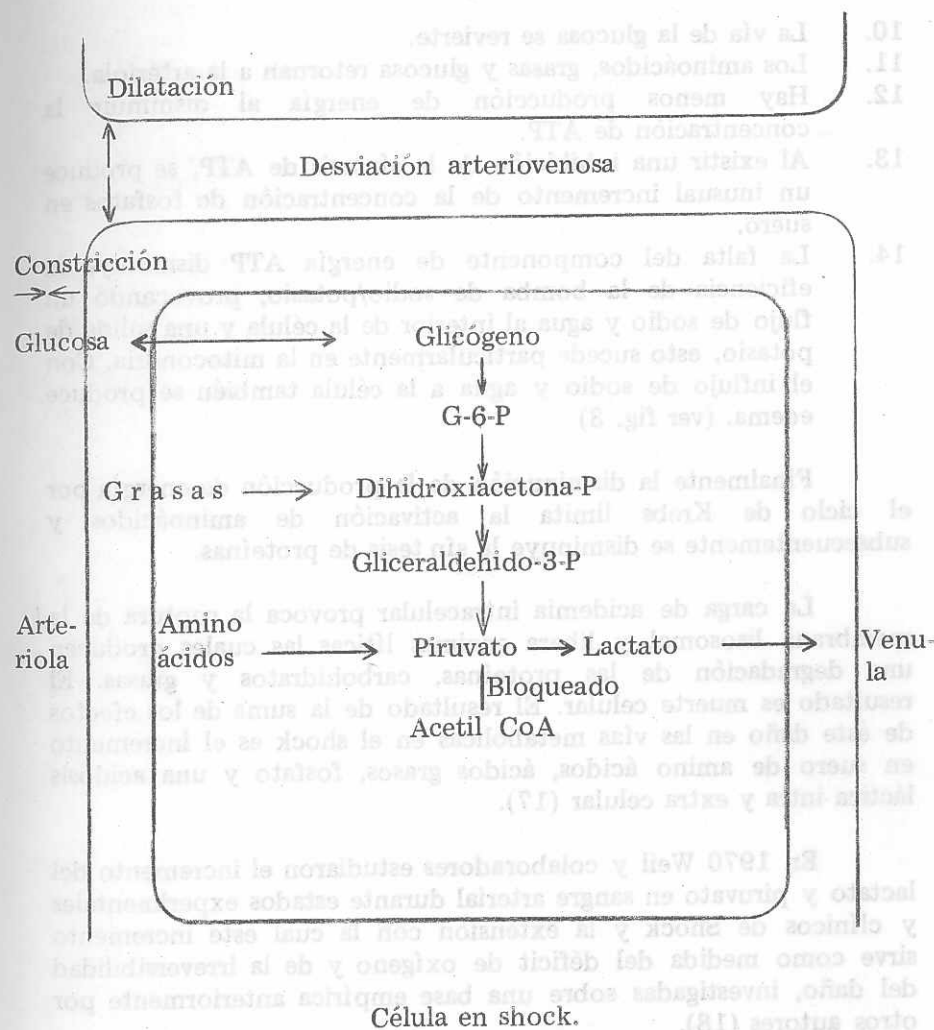 Dilatación
Desviación arteriovenosa
Constricción
Glucosa
Glicógeno
G-6-P
Grasas
Dihidroxiacetona-P
Gliceraldehido-3-P
Arte-
riola
Amino
ácidos
Piruvato
Lactato
Venu-
la
Bloqueado
Acetil CoA
Célula en shock.
10. La vía de la glucosa se revierte.
11. Los aminoácidos, grasas y glucosa retornan a la
12. Hay menos producción de energía al disminuir la
concentración de ATP.
13. Al existir una de ATP, se produce
un inusual incremento de la concentración de fosfatos en
suero.
14. La falta del componente de energía ATP
eficiencia de la bomba de sodio/potasio, provocando un
flujo de sodio y agua al interior de la célula y una salida de
potasio, esto sucede particularmente en la mitocondria. Con
el influjo de sodio y agua a la célula también se produce
edema. (ver fig. 3)
Finalmente la disminución de producción de energía por
el ciclo de Krebs limita la activación de aminoácidos y
subsecuentemente se disminuye la síntesis de proteínas.
La carga de acidemia intracelular provoca la ruptura de la
las cuales producen
una degradación de las proteínas, carbohidratos y grasas. El
resultado es muerte celular. El resultado de la suma de los efectos
de este daño en las vías metabólicas en el shock es el incremento
en suero de amino ácidos, ácidos grasos, fosfato y una acidosis
láctica intra y extra celular (17).
En 1970 Weil y colaboradores estudiaron el incremento del
lactato y piruvato en sangre arterial durante estados experimentales
y clínicos de shock y la extensión con la cual este incremento
sirve como medida del déficit de oxígeno y de la irreversibilidad
del daño, investigadas sobre una base empírica anteriormente por
otros autores (18).